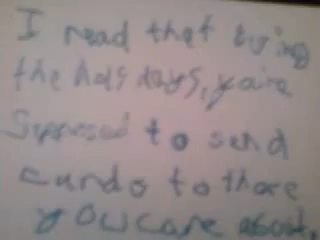 I read that during
the holidays, you're
supposed to send
cards to those
you care about,